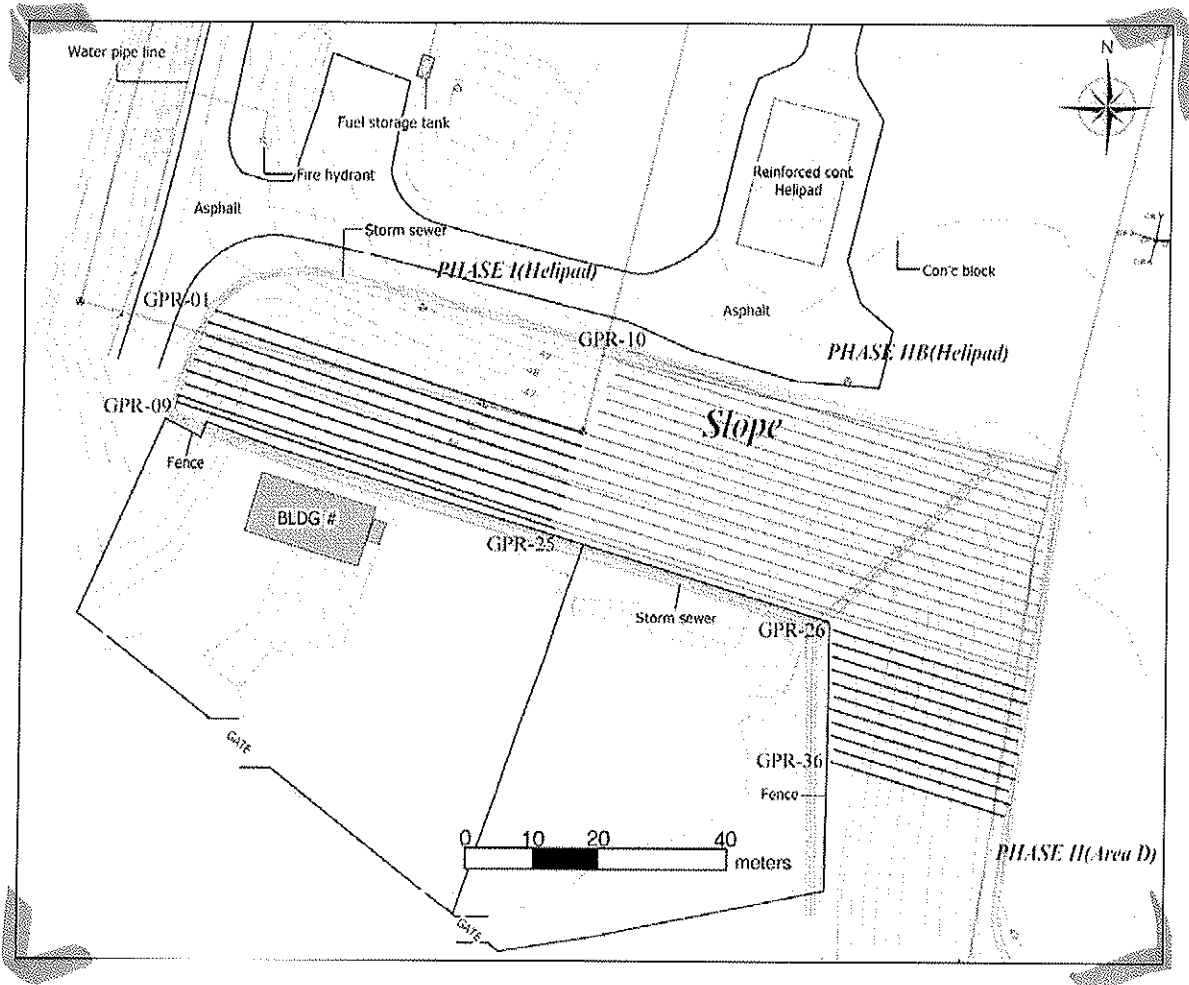 Water pipe line
N
Fuel storage tank
Fire hydrant
Reinforced cont.
Helipad
Asphalt
Storm sewer
PHASE I(Helipad)
Con'c block
GPR-01
Asphalt
GPR-10
PHASE IIB(Helipad)
GPR-09
Slope
Fence
BLDG #
GPR-25
Storm sewer
GPR-26
GATE
GPR-36
Fence
0 10 20 40
meters
PHASE II(Area D)
GATE